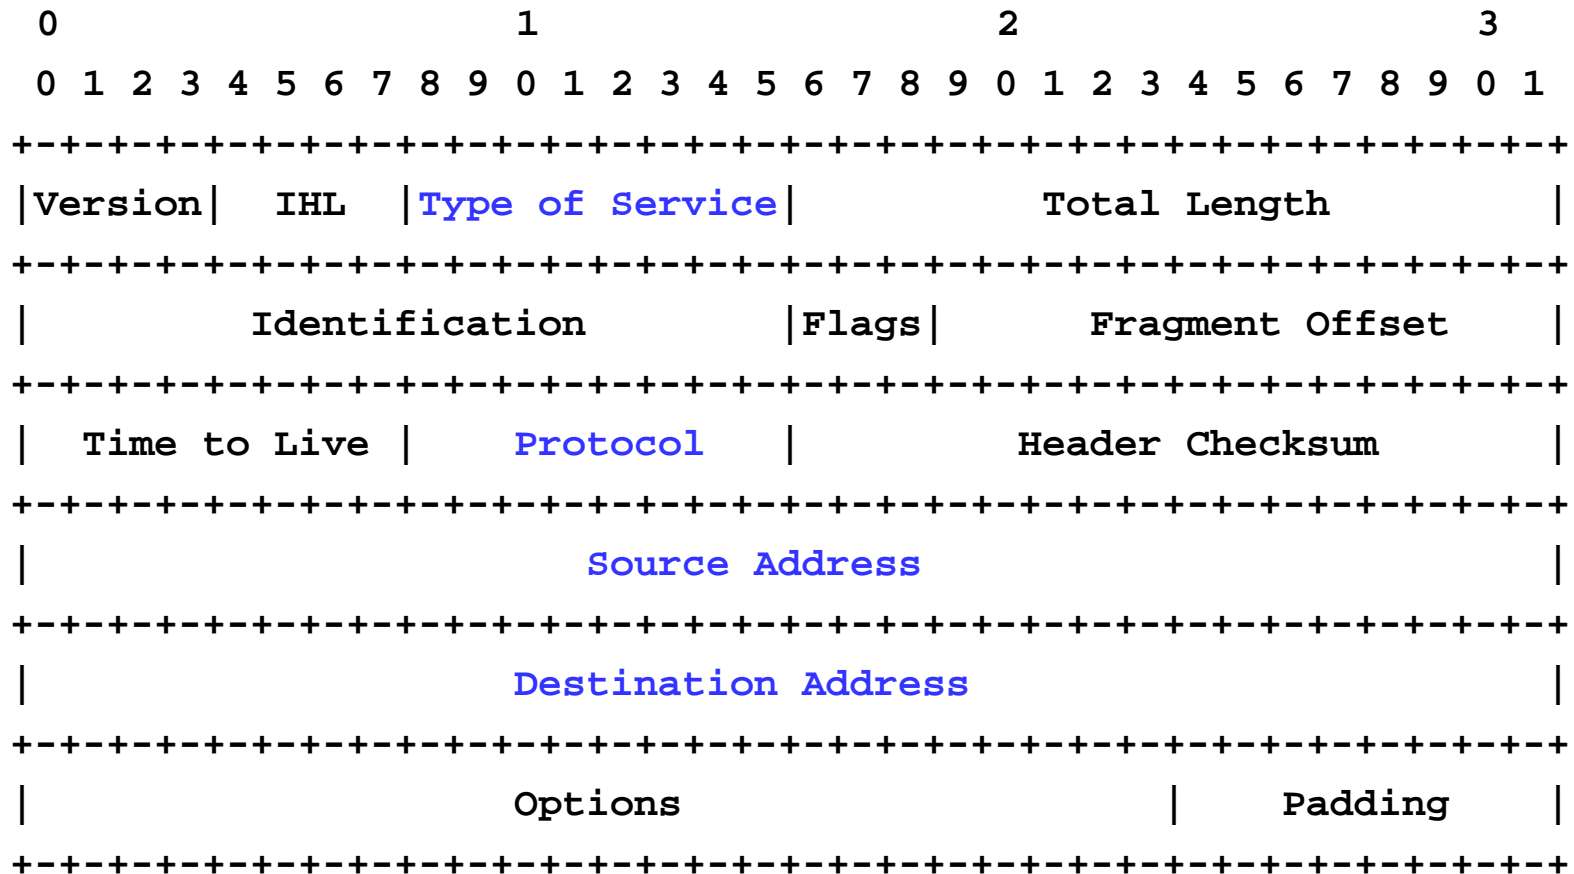 0                   1                   2                   3
 0 1 2 3 4 5 6 7 8 9 0 1 2 3 4 5 6 7 8 9 0 1 2 3 4 5 6 7 8 9 0 1
+-+-+-+-+-+-+-+-+-+-+-+-+-+-+-+-+-+-+-+-+-+-+-+-+-+-+-+-+-+-+-+-+
|Version|  IHL  |Type of Service|          Total Length         |
+-+-+-+-+-+-+-+-+-+-+-+-+-+-+-+-+-+-+-+-+-+-+-+-+-+-+-+-+-+-+-+-+
|         Identification        |Flags|      Fragment Offset    |
+-+-+-+-+-+-+-+-+-+-+-+-+-+-+-+-+-+-+-+-+-+-+-+-+-+-+-+-+-+-+-+-+
|  Time to Live |    Protocol   |         Header Checksum       |
+-+-+-+-+-+-+-+-+-+-+-+-+-+-+-+-+-+-+-+-+-+-+-+-+-+-+-+-+-+-+-+-+
|                       Source Address                          |
+-+-+-+-+-+-+-+-+-+-+-+-+-+-+-+-+-+-+-+-+-+-+-+-+-+-+-+-+-+-+-+-+
|                    Destination Address                        |
+-+-+-+-+-+-+-+-+-+-+-+-+-+-+-+-+-+-+-+-+-+-+-+-+-+-+-+-+-+-+-+-+
|                    Options                    |    Padding    |
+-+-+-+-+-+-+-+-+-+-+-+-+-+-+-+-+-+-+-+-+-+-+-+-+-+-+-+-+-+-+-+-+